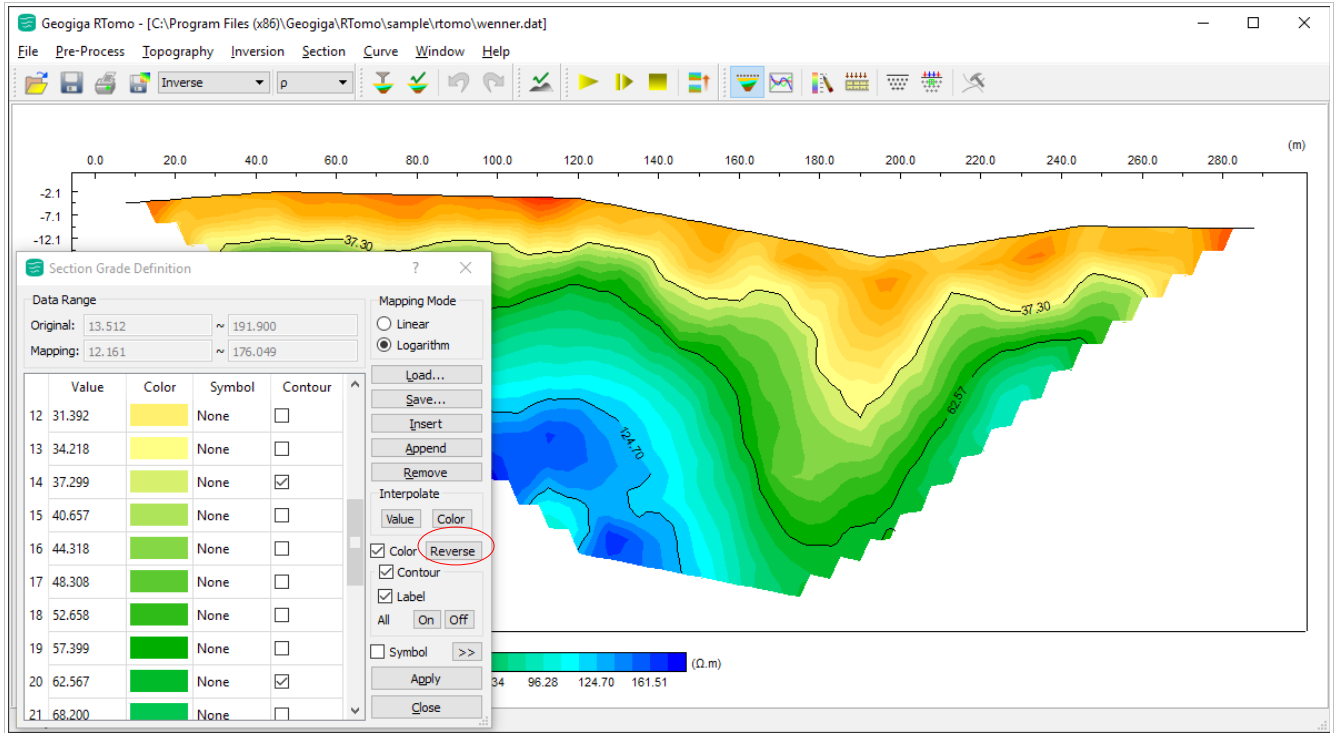 Geogiga RTomo - [C:\Program Files (x86)\Geogiga\RTomo\sample\rtomo\wenner.dat]
File Pre-Process Topography Inversion Section Curve Window Help
Inverse ρ
(m)
0.0 20.0 40.0 60.0 80.0 100.0 120.0 140.0 160.0 180.0 200.0 220.0 240.0 260.0 280.0
-2.1
-7.1
-12.1
37.30
37.30
62.57
124.70
Section Grade Definition ? ×
Data Range
Original: 13.512 ~ 191.900
Mapping: 12.161 ~ 176.049
Value Color Symbol Contour
12 31.392 None
13 34.218 None
14 37.299 None
15 40.657 None
16 44.318 None
17 48.308 None
18 52.658 None
19 57.399 None
20 62.567 None
21 68.200 None
Mapping Mode
Linear
Logarithm
Load...
Save...
Insert
Append
Remove
Interpolate
Value Color
Color Reverse
Contour
Label
All On Off
Symbol >>
Apply
Close
(Ω.m)
34 96.28 124.70 161.51